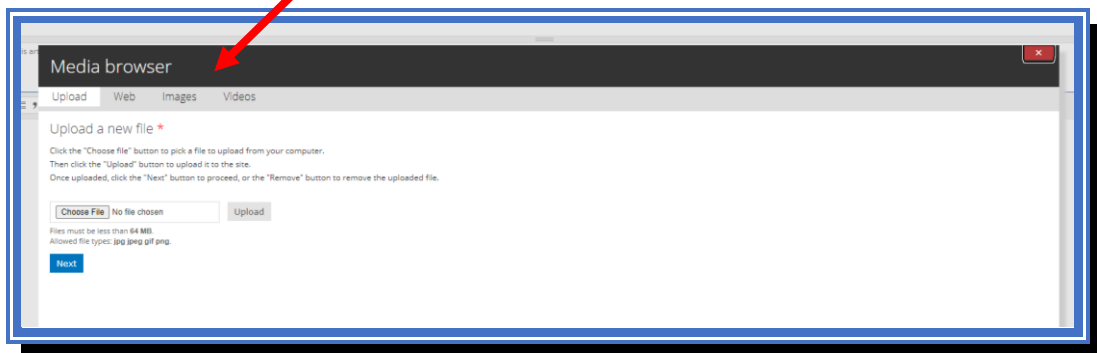 is ar
Media browser
×
Upload Web Images Videos
Upload a new file *
Click the "Choose file" button to pick a file to upload from your computer.
Then click the "Upload" button to upload it to the site.
Once uploaded, click the "Next" button to proceed, or the "Remove" button to remove the uploaded file.
Choose File No file chosen Upload
Files must be less than 64 MB.
Allowed file types: jpg jpeg gif png.
Next